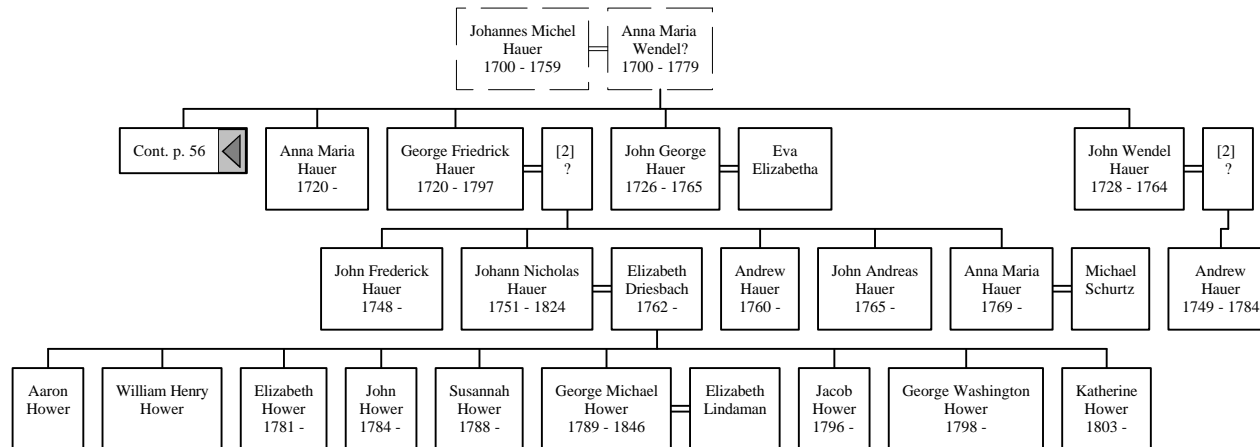 Johannes Michel
Hauer
1700 - 1759
Anna Maria
Wendel?
1700 - 1779
Cont. p. 56
Anna Maria
Hauer
1720 -
George Friedrick
Hauer
1720 - 1797
[2]
?
John George
Hauer
1726 - 1765
Eva
Elizabetha
John Wendel
Hauer
1728 - 1764
[2]
?
John Frederick
Hauer
1748 -
Johann Nicholas
Hauer
1751 - 1824
Elizabeth
Driesbach
1762 -
Andrew
Hauer
1760 -
John Andreas
Hauer
1765 -
Anna Maria
Hauer
1769 -
Michael
Schurtz
Andrew
Hauer
1749 - 1784
Aaron
Hower
William Henry
Hower
Elizabeth
Hower
1781 -
John
Hower
1784 -
Susannah
Hower
1788 -
George Michael
Hower
1789 - 1846
Elizabeth
Lindaman
Jacob
Hower
1796 -
George Washington
Hower
1798 -
Katherine
Hower
1803 -